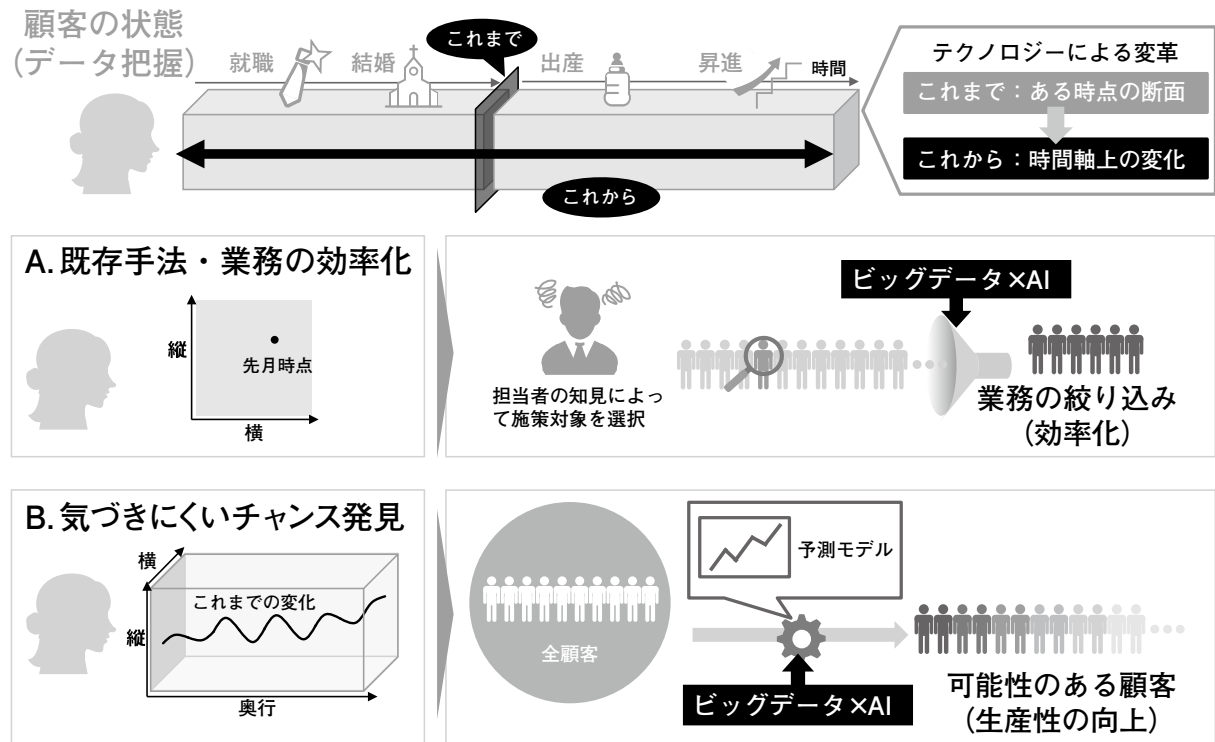 顧客の状態
(データ把握)
就職
結婚
これまで
出産
昇進
時間
これから
テクノロジーによる変革
これまで：ある時点の断面
これから：時間軸上の変化
A. 既存手法・業務の効率化
縦
先月時点
横
担当者の知見によっ
て施策対象を選択
ビッグデータ×AI
業務の絞り込み
(効率化)
B. 気づきにくいチャンス発見
横
これまでの変化
縦
奥行
全顧客
予測モデル
ビッグデータ×AI
可能性のある顧客
(生産性の向上)